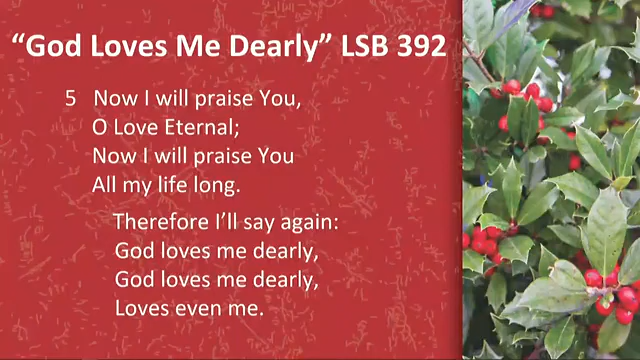 “God Loves Me Dearly” LSB 392
5 Now I will praise You,
O Love Eternal;
Now I will praise You
All my life long.
Therefore I’ll say again:
God loves me dearly,
God loves me dearly,
Loves even me.